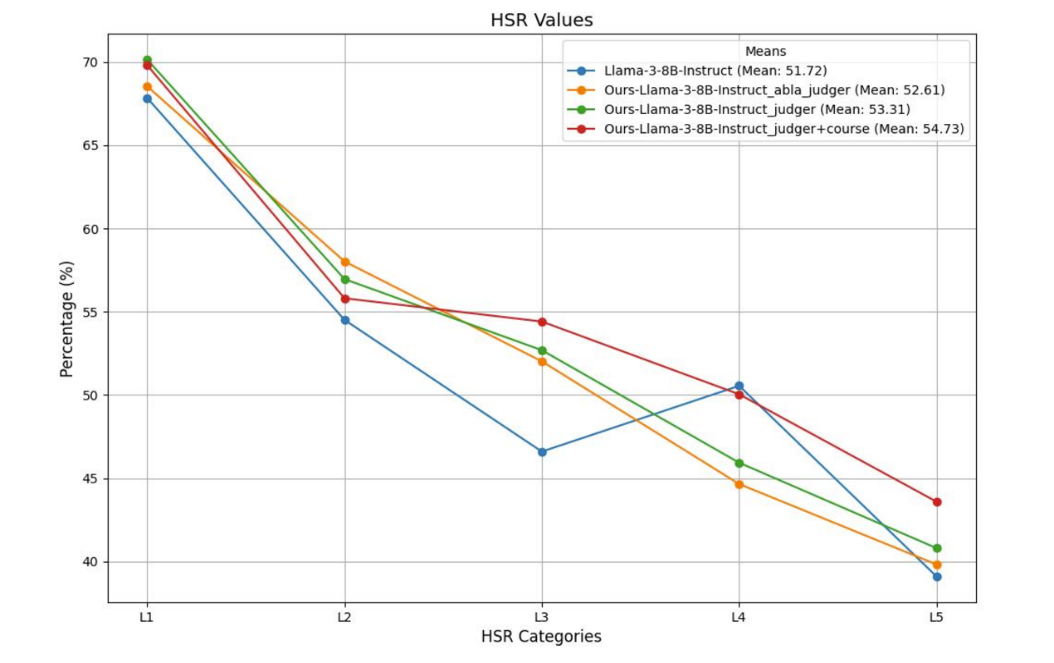 HSR Values
Means
Llama-3-8B-Instruct (Mean: 51.72)
Ours-Llama-3-8B-Instruct_abla_judger (Mean: 52.61)
Ours-Llama-3-8B-Instruct_judger (Mean: 53.31)
Ours-Llama-3-8B-Instruct_judger+course (Mean: 54.73)
Percentage (%)
70
65
60
55
50
45
40
L1 L2 L3 L4 L5
HSR Categories